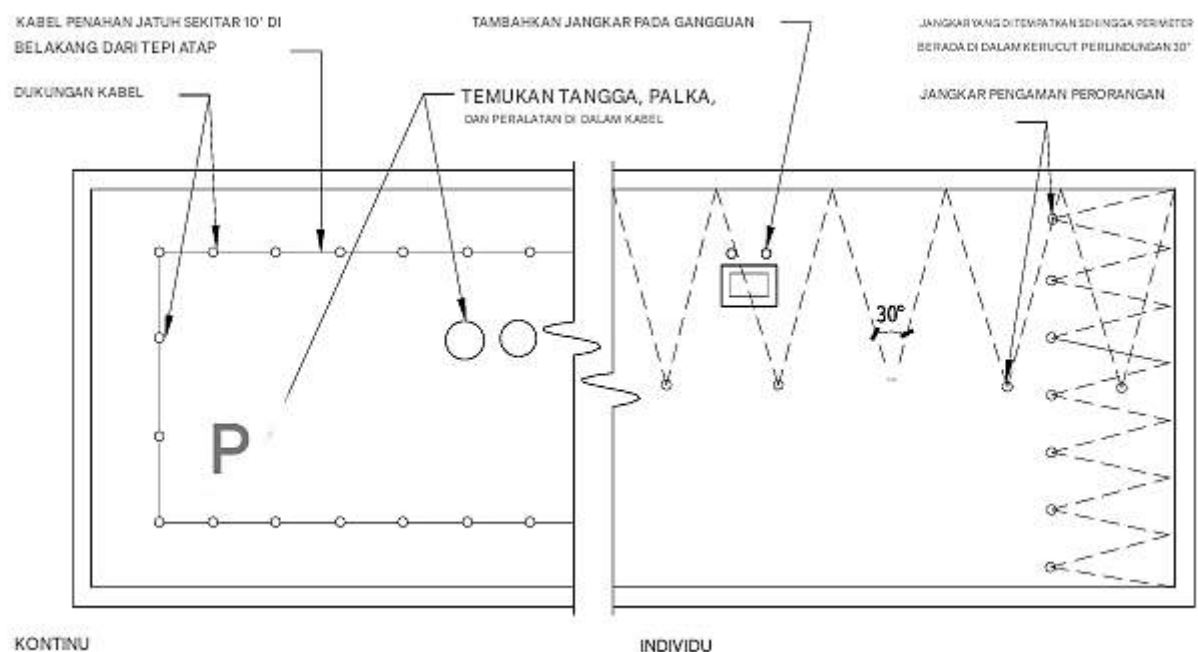 KABEL PENAHAN JATUH SEKITAR 10' DI
BELAKANG DARI TEPI ATAP
DUKUNGAN KABEL
TEMUKAN TANGGA, PALKA,
DAN PERALATAN DI DALAM KABEL
TAMBAHKAN JANGKAR PADA GANGGUAN
JANGKAR YANG DITEMPATKAN SEHINGGA PERIMETER
BERADA DI DALAM KERUCUT PERLINDUNGAN 30°
JANGKAR PENGAMAN PERORANGAN
30°
P
KONTINU
INDIVIDU